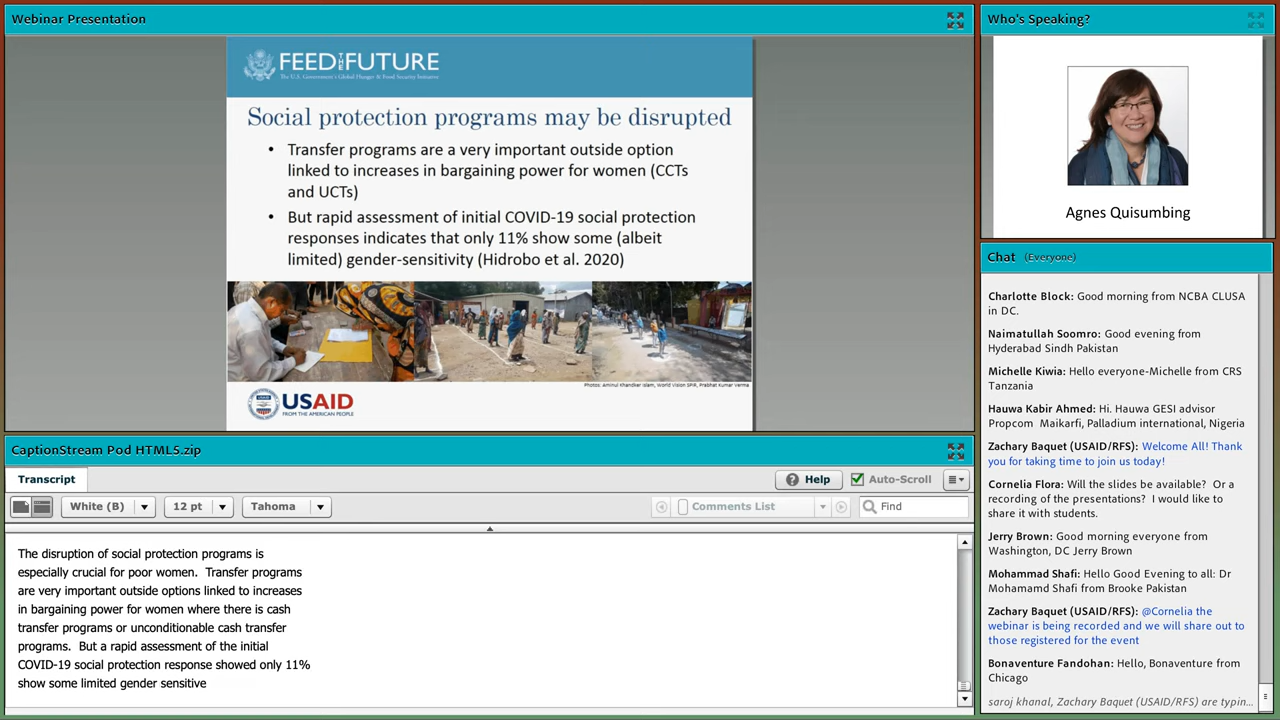 Webinar Presentation
FEED THE FUTURE
The U.S. Government's Global Hunger & Food Security Initiative
Social protection programs may be disrupted
• Transfer programs are a very important outside option
linked to increases in bargaining power for women (CCTs
and UCTs)
• But rapid assessment of initial COVID-19 social protection
responses indicates that only 11% show some (albeit
limited) gender-sensitivity (Hidrobo et al. 2020)
Photos: Aminul Khandker Islam, World Vision SPIR, Prabhat Kumar Verma.
USAID
FROM THE AMERICAN PEOPLE
CaptionStream Pod HTML5.zip
Transcript
Help
Auto-Scroll
White (B)
12 pt
Tahoma
Comments List
Find
The disruption of social protection programs is
especially crucial for poor women.  Transfer programs
are very important outside options linked to increases
in bargaining power for women where there is cash
transfer programs or unconditionable cash transfer
programs.  But a rapid assessment of the initial
COVID-19 social protection response showed only 11%
show some limited gender sensitive
Who's Speaking?
Agnes Quisumbing
Chat (Everyone)
Charlotte Block: Good morning from NCBA CLUSA
in DC.
Naimatullah Soomro: Good evening from
Hyderabad Sindh Pakistan
Michelle Kiwia: Hello everyone-Michelle from CRS
Tanzania
Hauwa Kabir Ahmed: Hi. Hauwa GESI advisor
Propcom  Maikarfi, Palladium international, Nigeria
Zachary Baquet (USAID/RFS): Welcome All! Thank
you for taking time to join us today!
Cornelia Flora: Will the slides be available?  Or a
recording of the presentations?  I would like to
share it with students.
Jerry Brown: Good morning everyone from
Washington, DC Jerry Brown
Mohammad Shafi: Hello Good Evening to all: Dr
Mohamamd Shafi from Brooke Pakistan
Zachary Baquet (USAID/RFS): @Cornelia the
webinar is being recorded and we will share out to
those registered for the event
Bonaventure Fandohan: Hello, Bonaventure from
Chicago
saroj khanal, Zachary Baquet (USAID/RFS) are typin...